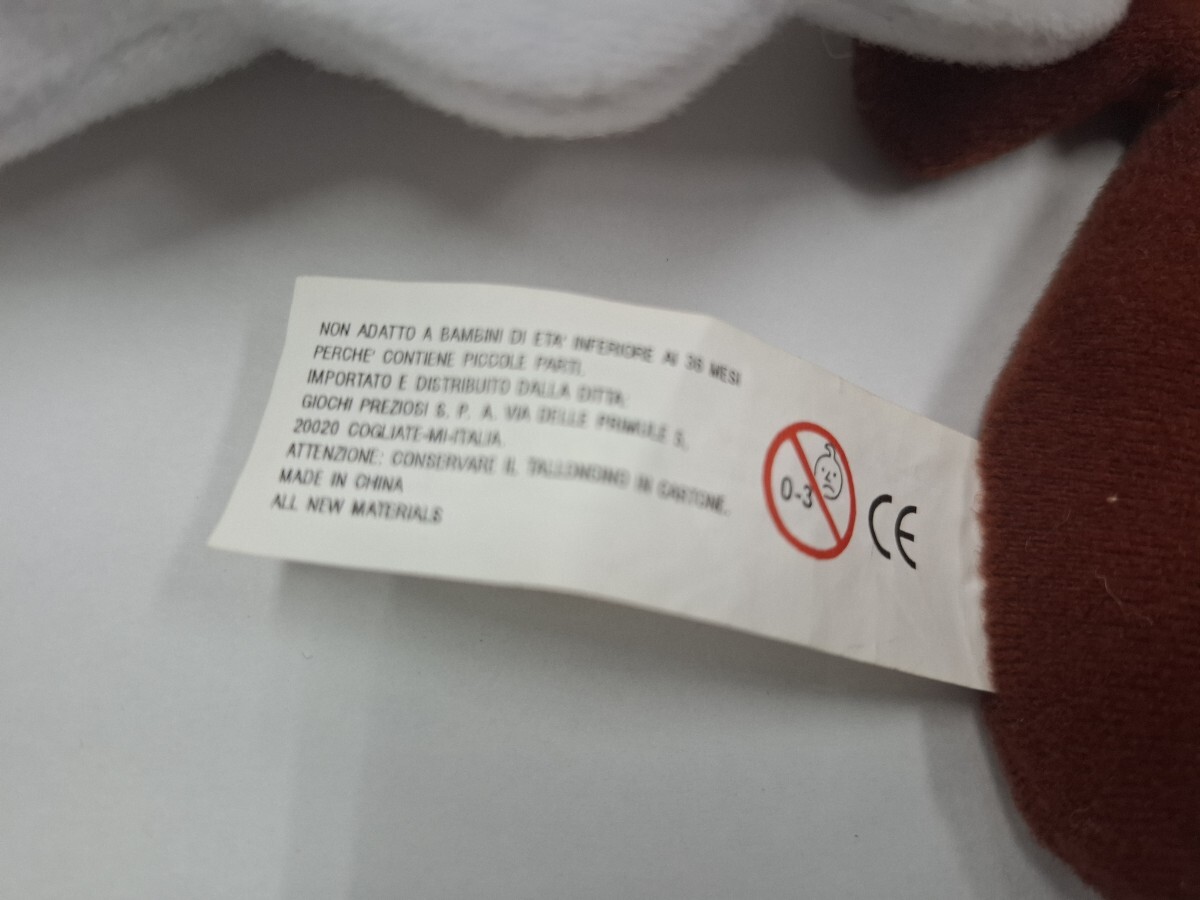 NON ADATTO A BAMBINI DI ETA' INFERIORE AI 36 MESI
PERCHE' CONTIENE PICCOLE PARTI.
IMPORTATO E DISTRIBUITO DALLA DITTA
GIOCHI PREZIOSI S. P. A. VIA DELLE PRIMULE 5,
20020 COGLIATE-MI-ITALIA
ATTENZIONE: CONSERVARE IL TALLONCINO IN CARTONE.
MADE IN CHINA
ALL NEW MATERIALS
0-3
CE